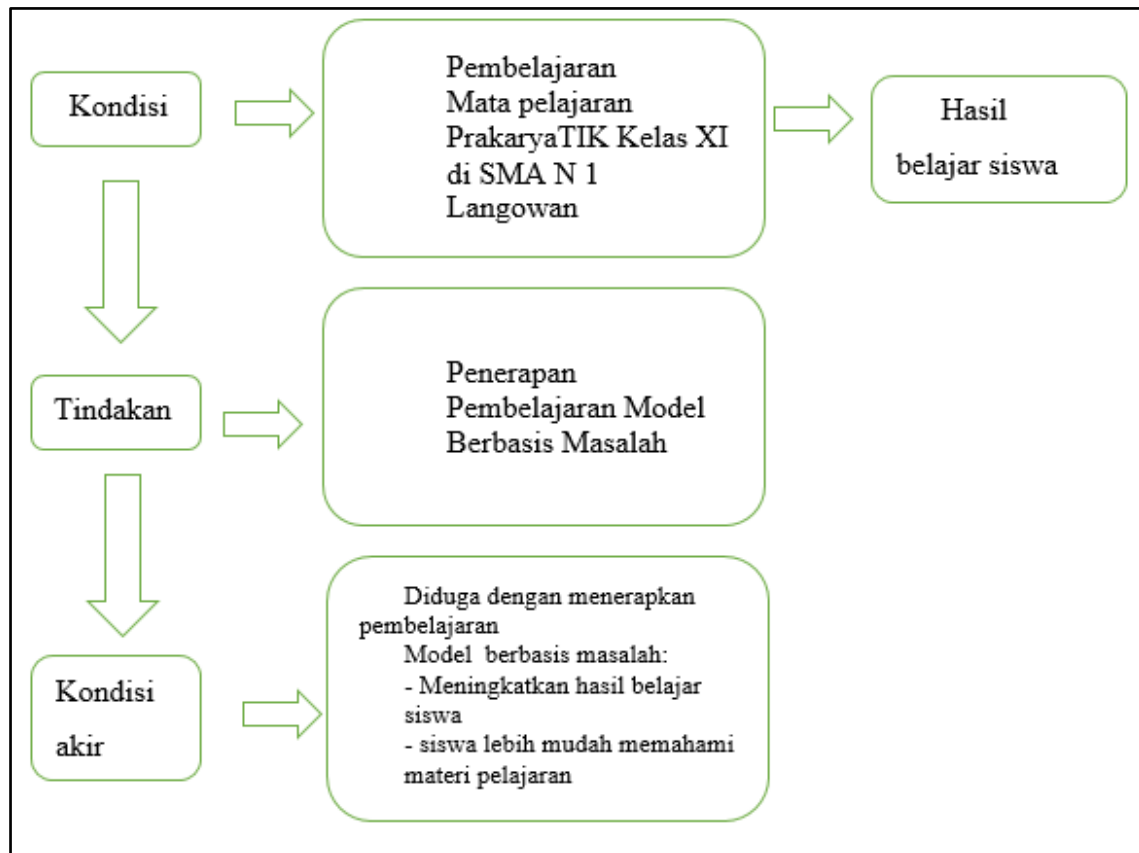 Kondisi
Pembelajaran
Mata pelajaran
PrakaryaTIK Kelas XI
di SMA N 1
Langowan
Hasil
belajar siswa
Tindakan
Penerapan
Pembelajaran Model
Berbasis Masalah
Kondisi
akir
Diduga dengan menerapkan
pembelajaran
Model berbasis masalah:
- Meningkatkan hasil belajar
siswa
- siswa lebih mudah memahami
materi pelajaran